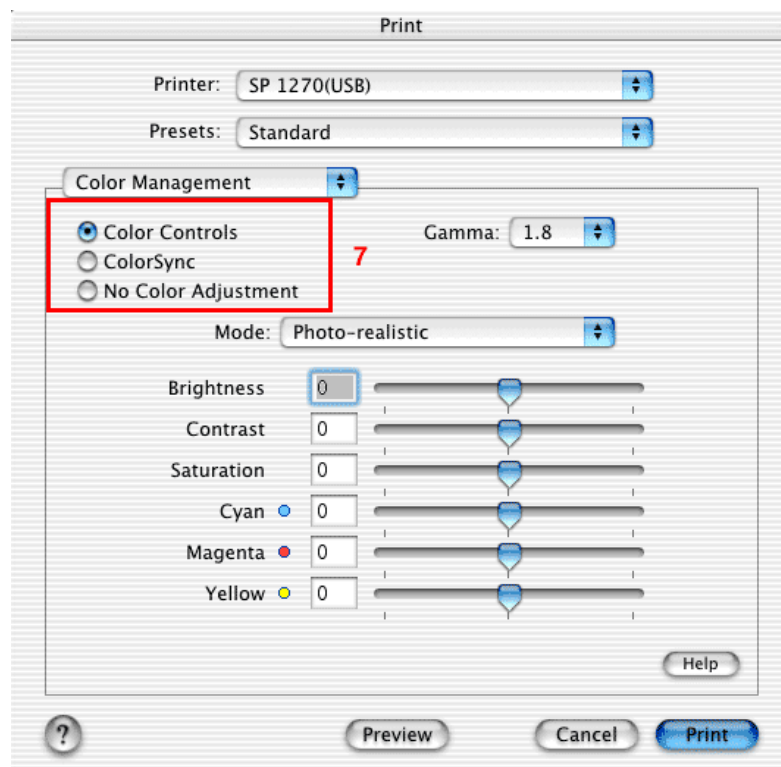 Print
Printer: SP 1270(USB)
Presets: Standard
Color Management
Color Controls Gamma: 1.8
ColorSync 7
No Color Adjustment
Mode: Photo-realistic
Brightness 0
Contrast 0
Saturation 0
Cyan 0
Magenta 0
Yellow 0
Help
? Preview Cancel Print